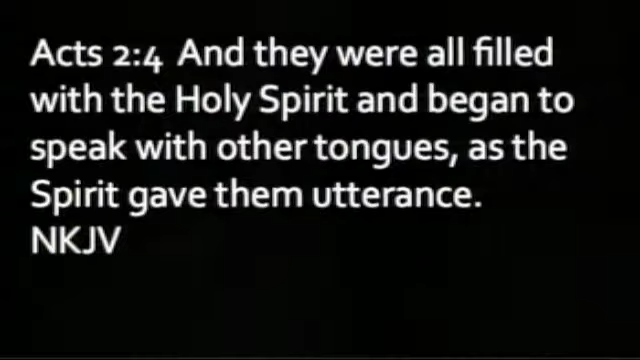 Acts 2:4  And they were all filled
with the Holy Spirit and began to
speak with other tongues, as the
Spirit gave them utterance.
NKJV